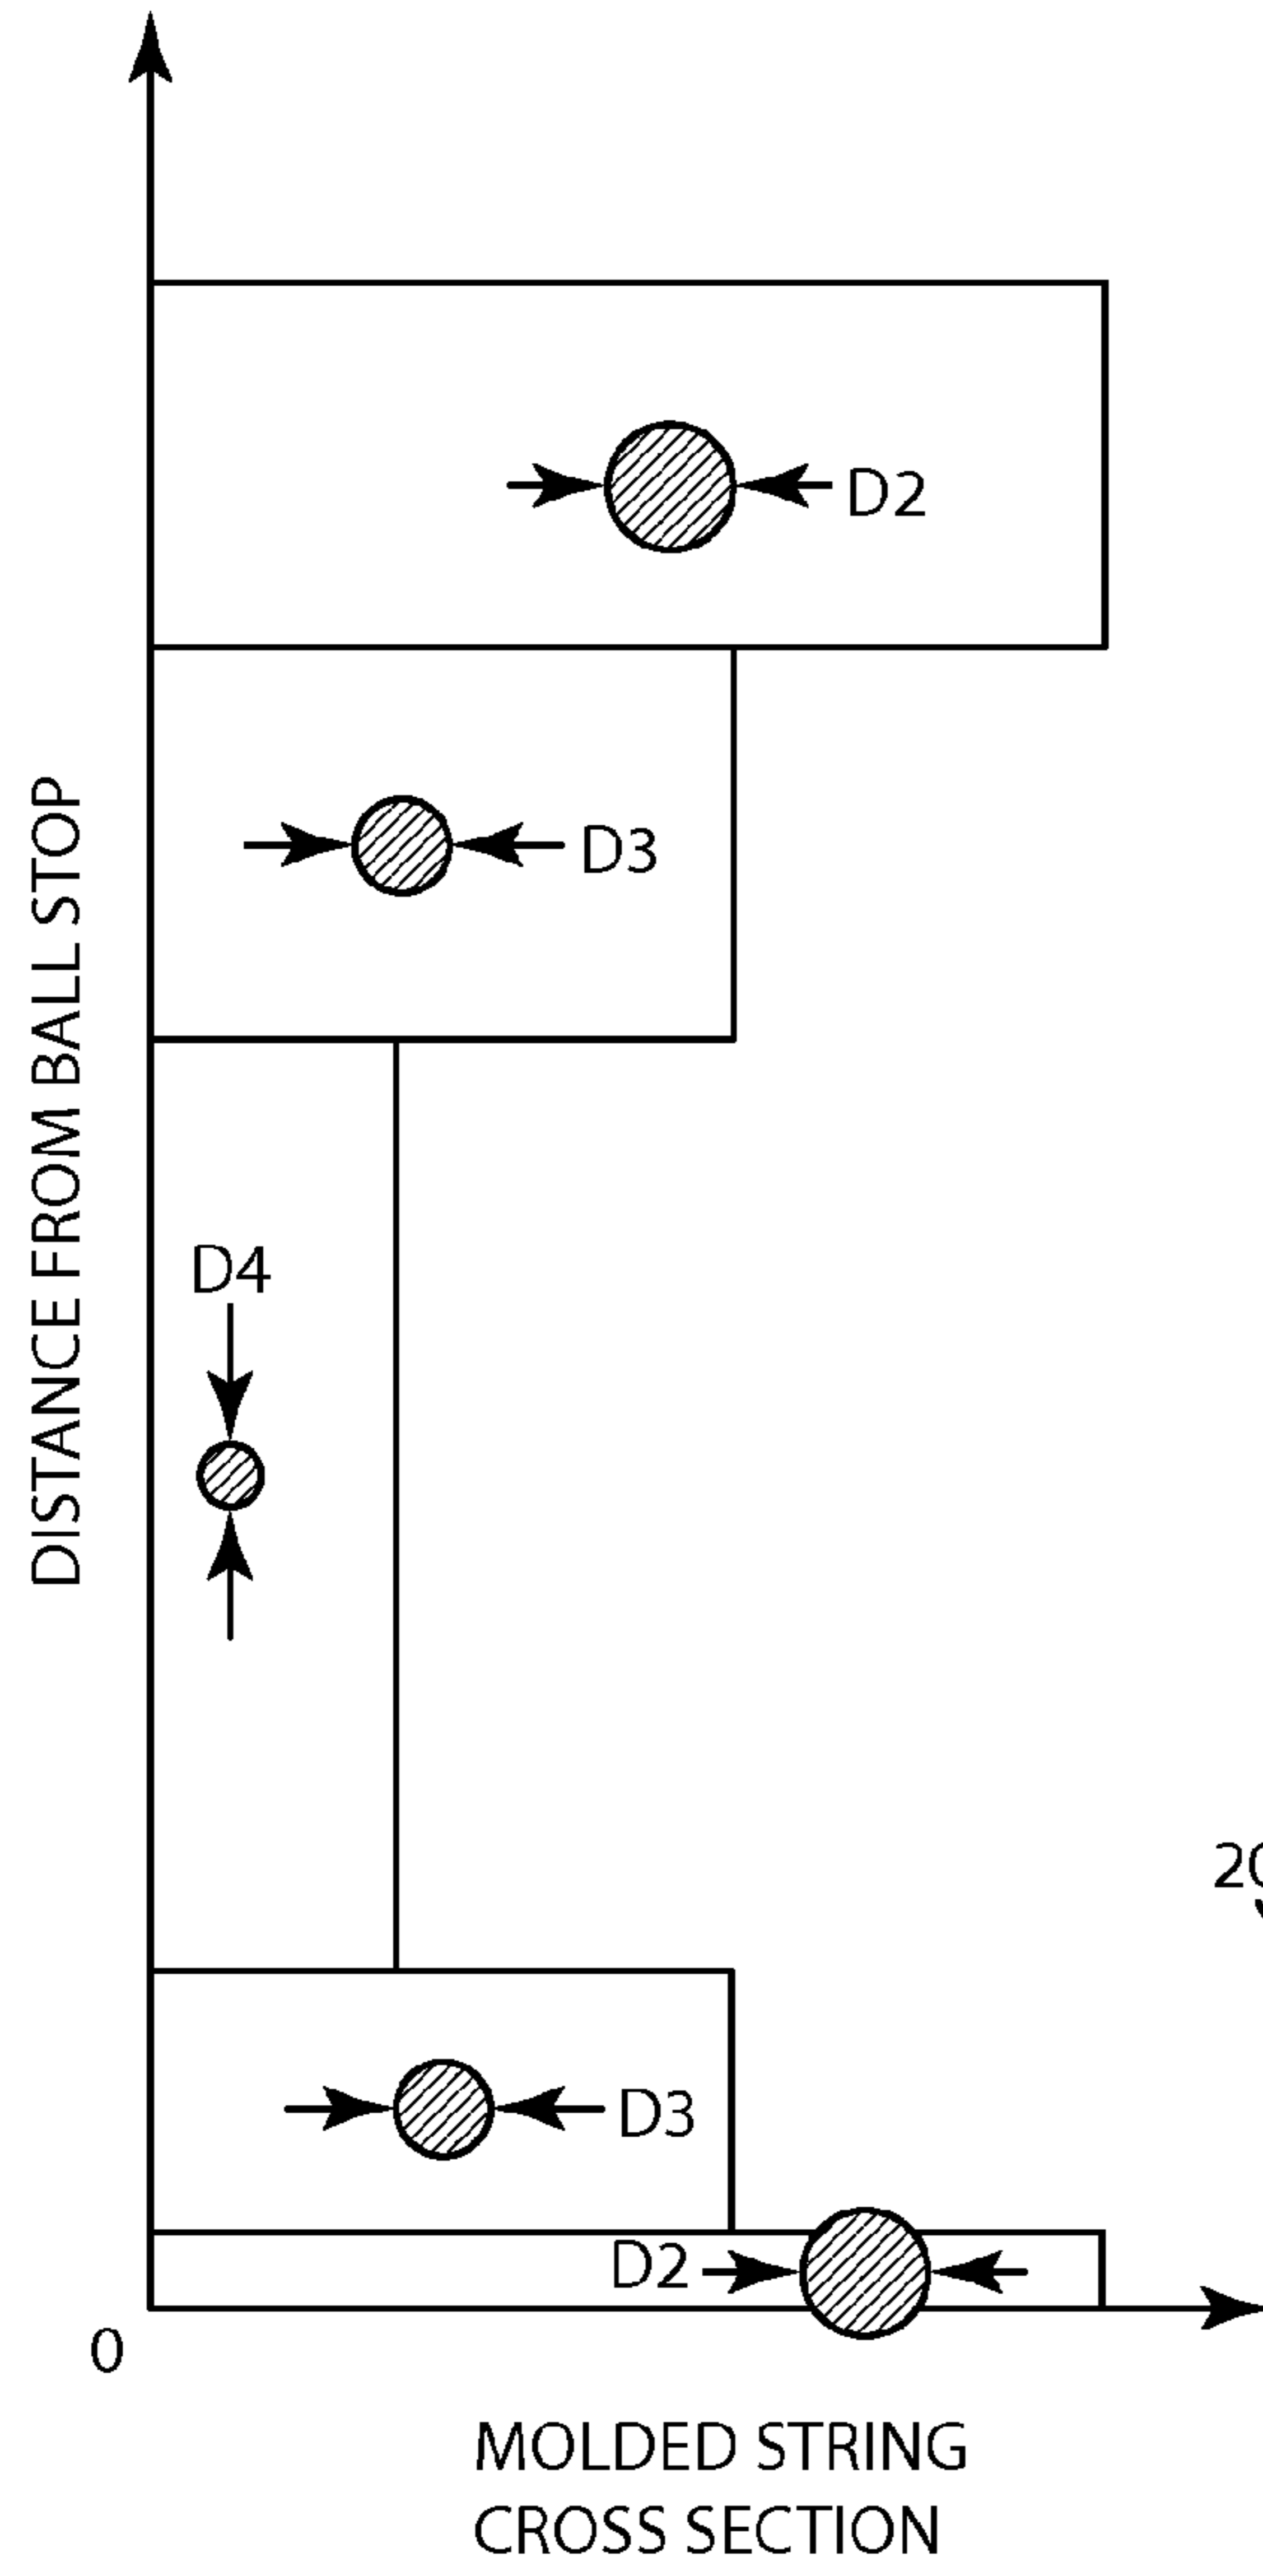 D2
D3
DISTANCE FROM BALL STOP
D4
D3
D2
0
MOLDED STRING
CROSS SECTION